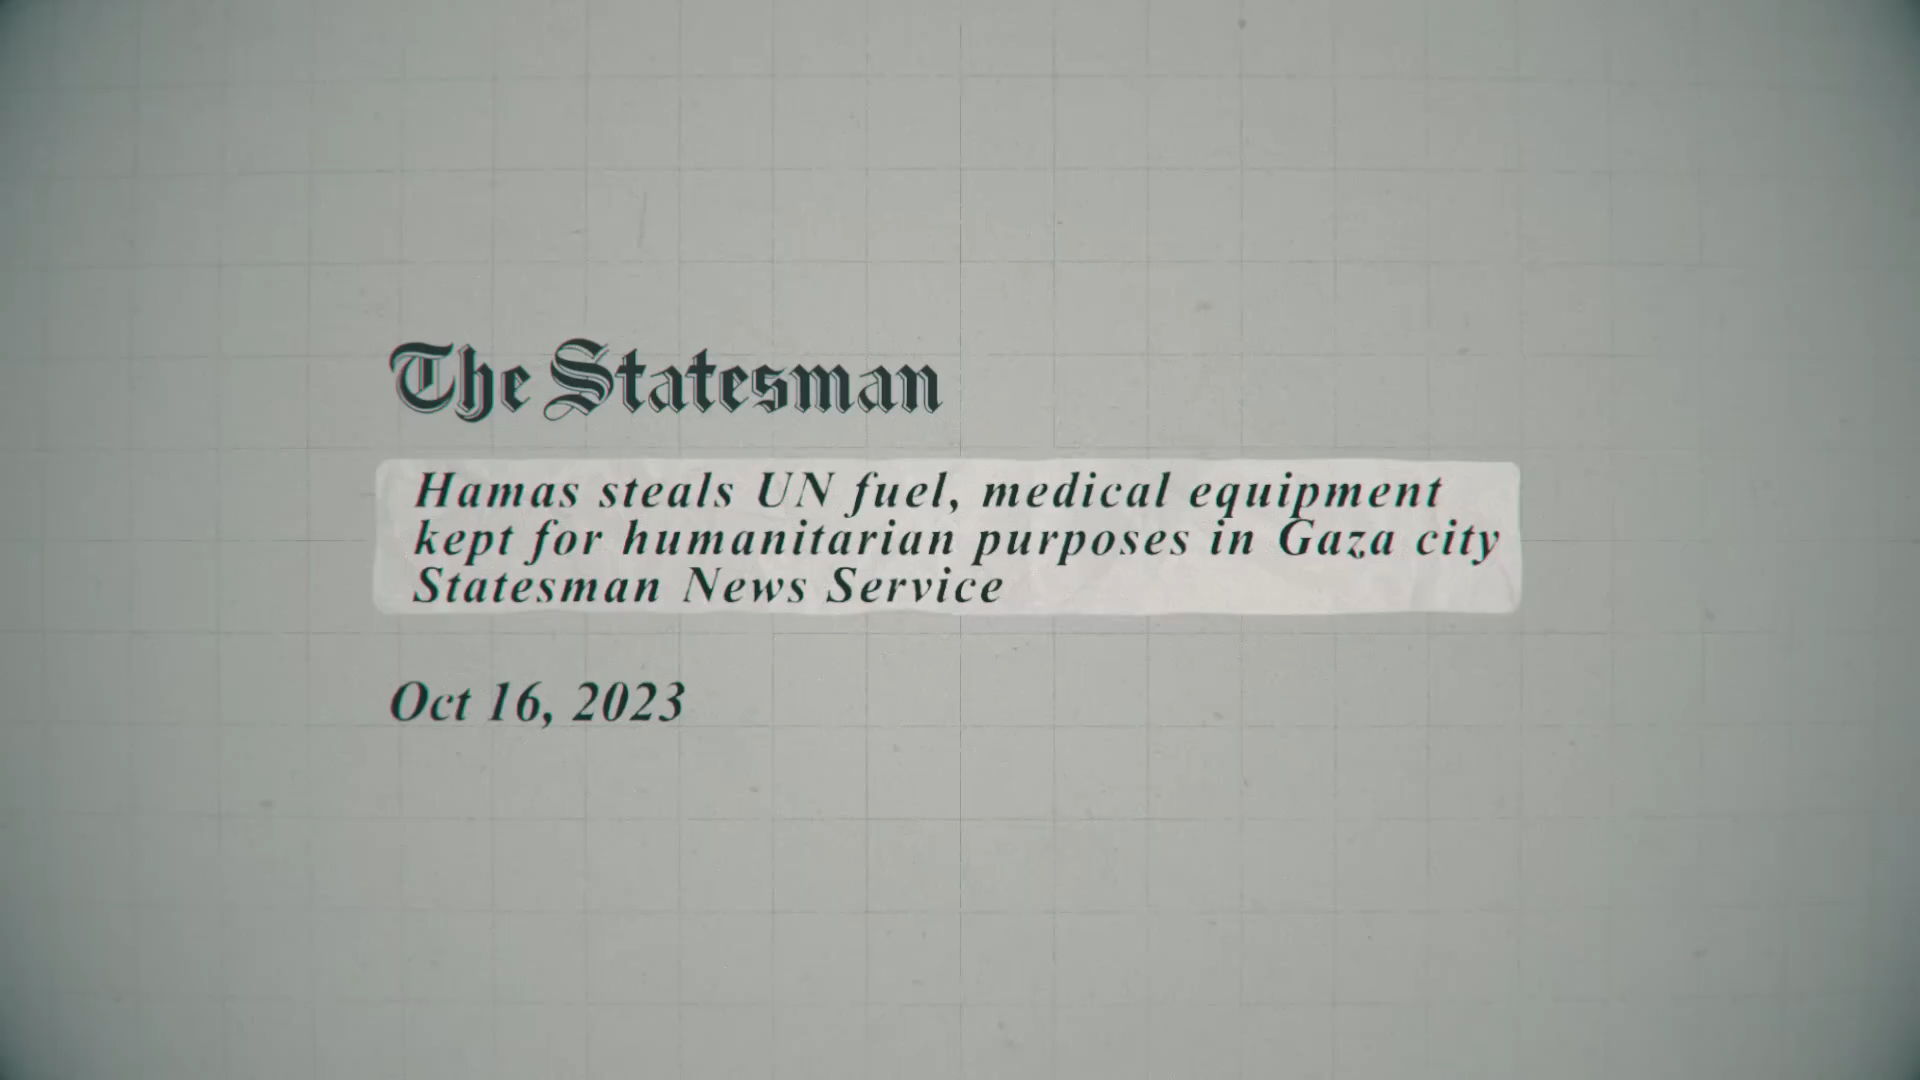 The Statesman
Hamas steals UN fuel, medical equipment
kept for humanitarian purposes in Gaza city
Statesman News Service
Oct 16, 2023